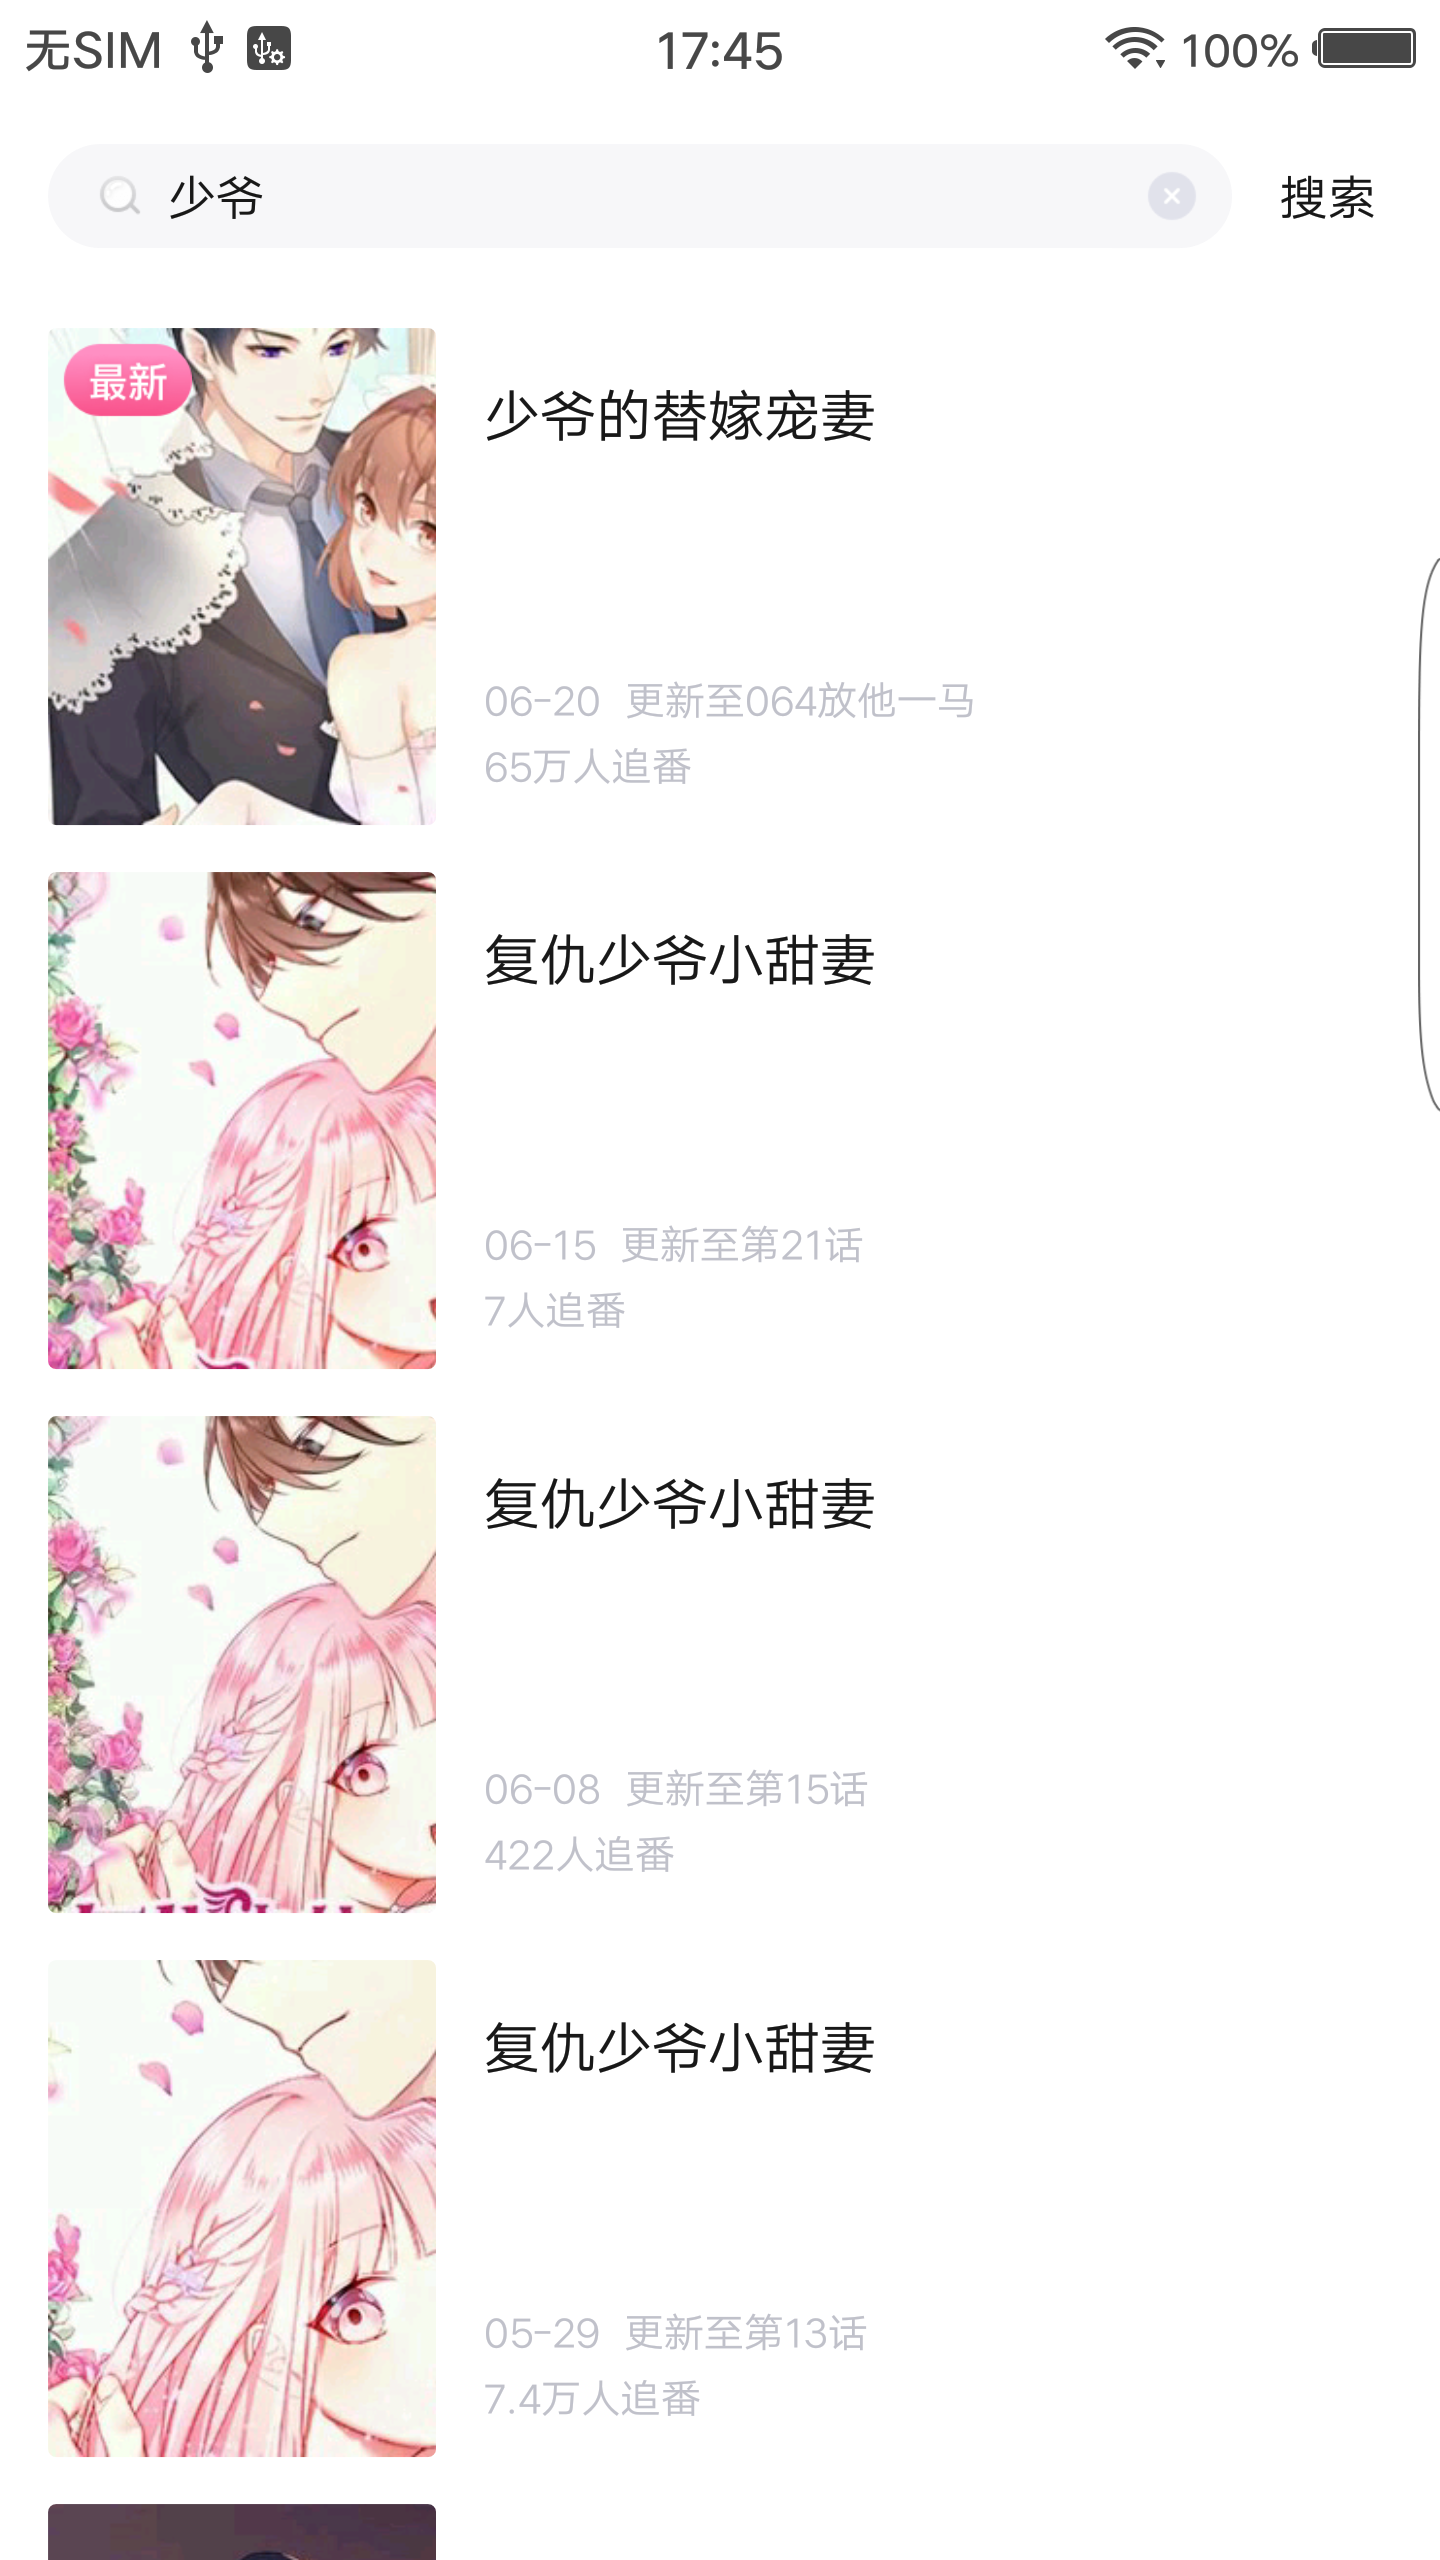 无SIM 17:45 100%
少爷 搜索
最新
少爷的替嫁宠妻
06-20 更新至064放他一马
65万人追番
复仇少爷小甜妻
06-15 更新至第21话
7人追番
复仇少爷小甜妻
06-08 更新至第15话
422人追番
复仇少爷小甜妻
05-29 更新至第13话
7.4万人追番